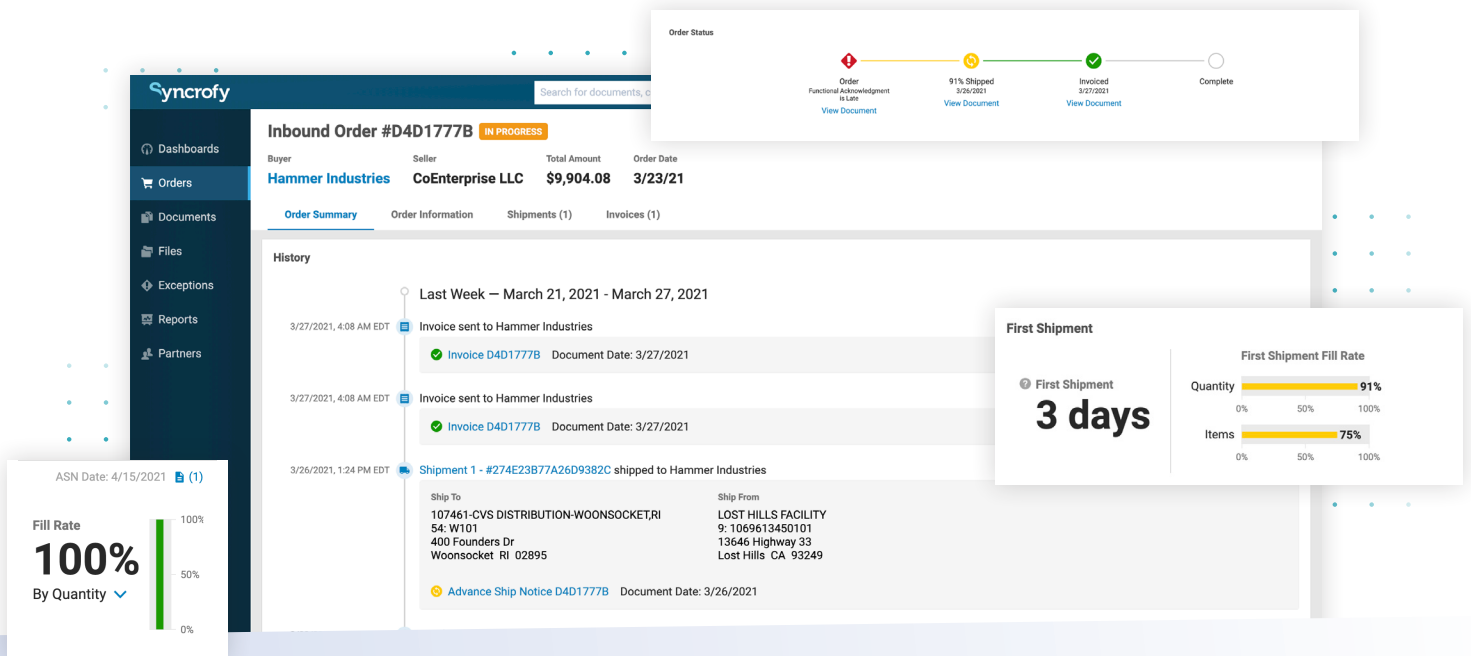 Order Status
Order
Functional Acknowledgment
is Late
View Document
91% Shipped
3/26/2021
View Document
Invoiced
3/27/2021
View Document
Complete
Syncrofy
Search for documents, c
Dashboards
Orders
Documents
Files
Exceptions
Reports
Partners
Inbound Order #D4D1777B IN PROGRESS
Buyer Seller Total Amount Order Date
Hammer Industries CoEnterprise LLC $9,904.08 3/23/21
Order Summary Order Information Shipments (1) Invoices (1)
History
Last Week — March 21, 2021 - March 27, 2021
3/27/2021, 4:08 AM EDT Invoice sent to Hammer Industries
Invoice D4D1777B Document Date: 3/27/2021
3/27/2021, 4:08 AM EDT Invoice sent to Hammer Industries
Invoice D4D1777B Document Date: 3/27/2021
3/26/2021, 1:24 PM EDT Shipment 1 - #274E23B77A26D9382C shipped to Hammer Industries
Ship To
107461-CVS DISTRIBUTION-WOONSOCKET,RI
54: W101
400 Founders Dr
Woonsocket RI 02895
Ship From
LOST HILLS FACILITY
9: 1069613450101
13646 Highway 33
Lost Hills CA 93249
Advance Ship Notice D4D1777B Document Date: 3/26/2021
First Shipment
First Shipment
3 days
First Shipment Fill Rate
Quantity 91%
0% 50% 100%
Items 75%
0% 50% 100%
ASN Date: 4/15/2021 (1)
Fill Rate
100%
By Quantity
100%
50%
0%